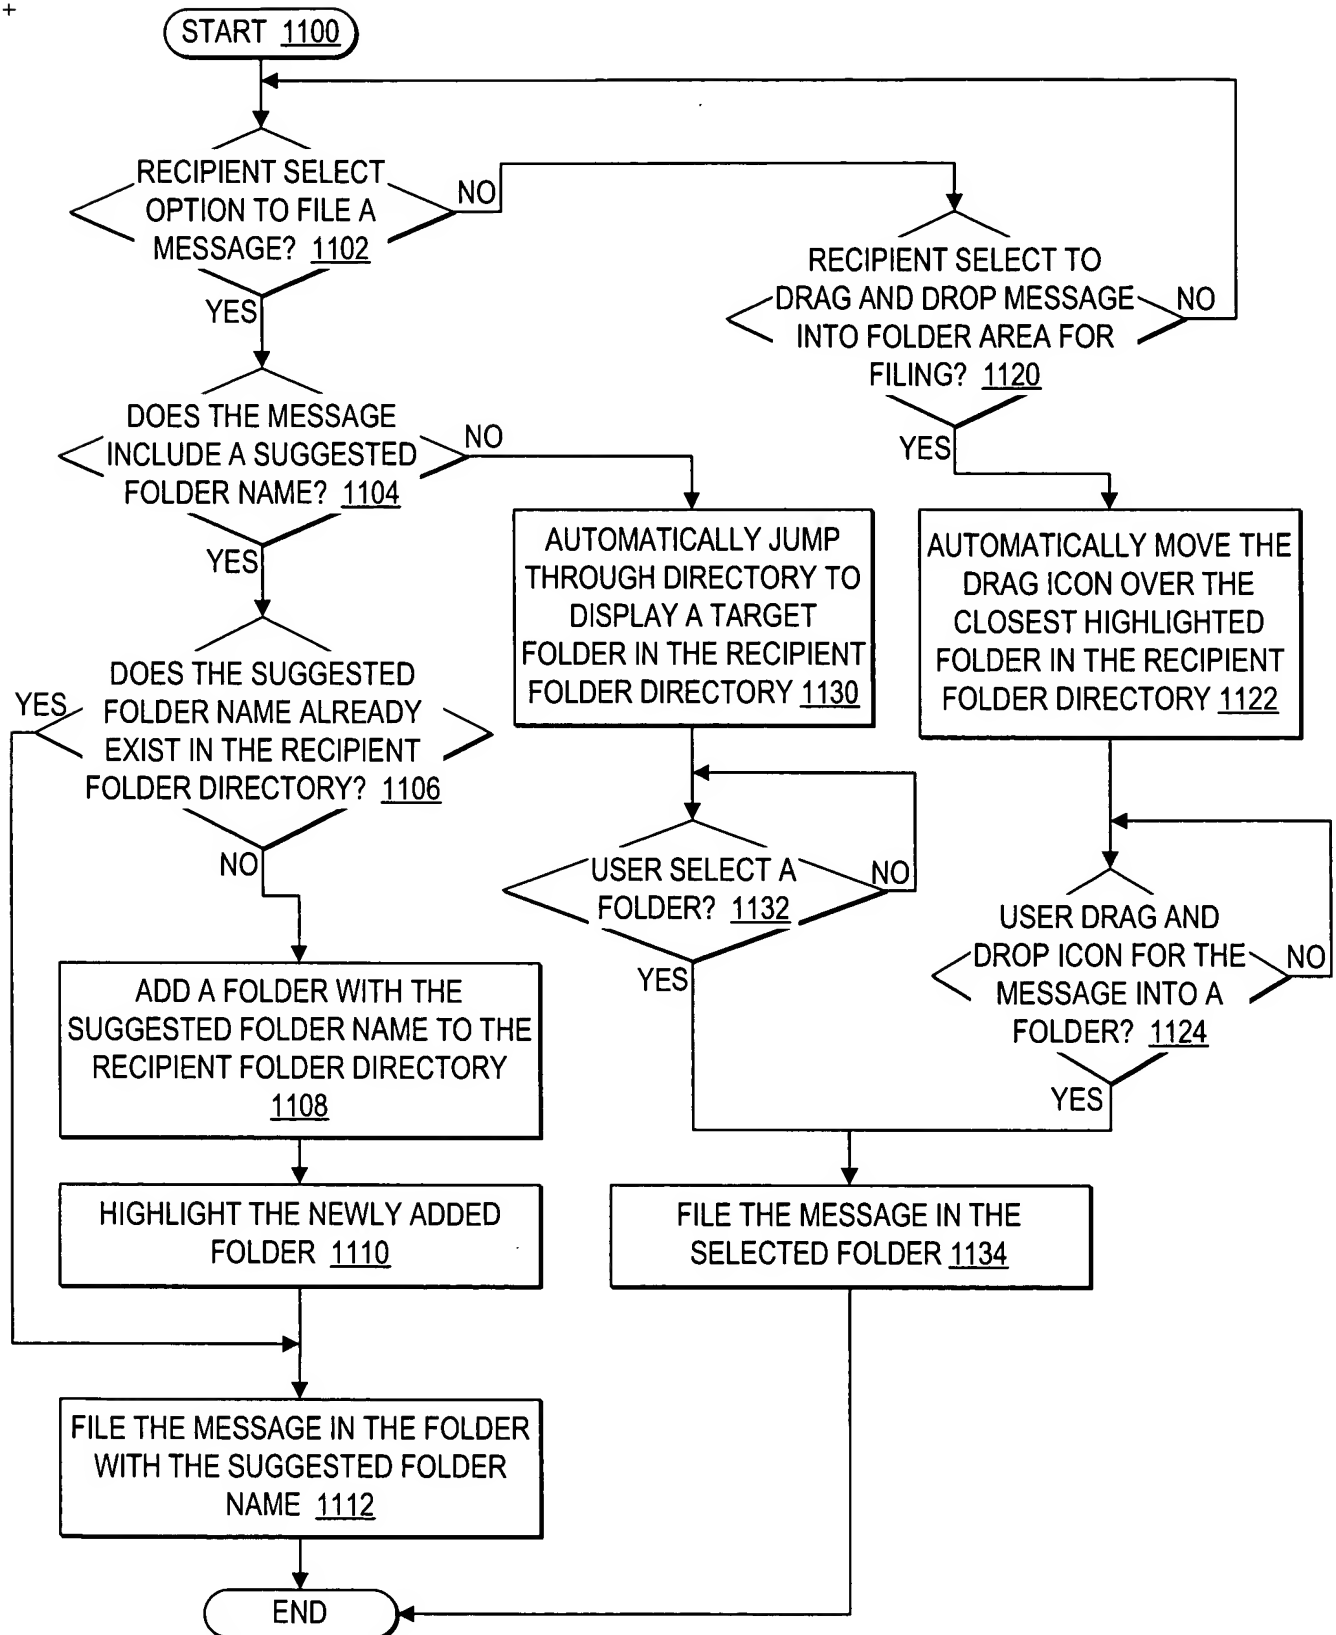 +
START 1100
RECIPIENT SELECT
OPTION TO FILE A
MESSAGE? 1102
NO
YES
RECIPIENT SELECT TO
DRAG AND DROP MESSAGE
INTO FOLDER AREA FOR
FILING? 1120
NO
YES
DOES THE MESSAGE
INCLUDE A SUGGESTED
FOLDER NAME? 1104
NO
YES
AUTOMATICALLY JUMP
THROUGH DIRECTORY TO
DISPLAY A TARGET
FOLDER IN THE RECIPIENT
FOLDER DIRECTORY 1130
AUTOMATICALLY MOVE THE
DRAG ICON OVER THE
CLOSEST HIGHLIGHTED
FOLDER IN THE RECIPIENT
FOLDER DIRECTORY 1122
DOES THE SUGGESTED
FOLDER NAME ALREADY
EXIST IN THE RECIPIENT
FOLDER DIRECTORY? 1106
YES
NO
USER SELECT A
FOLDER? 1132
NO
YES
USER DRAG AND
DROP ICON FOR THE
MESSAGE INTO A
FOLDER? 1124
NO
YES
ADD A FOLDER WITH THE
SUGGESTED FOLDER NAME TO THE
RECIPIENT FOLDER DIRECTORY
1108
HIGHLIGHT THE NEWLY ADDED
FOLDER 1110
FILE THE MESSAGE IN THE
SELECTED FOLDER 1134
FILE THE MESSAGE IN THE FOLDER
WITH THE SUGGESTED FOLDER
NAME 1112
END